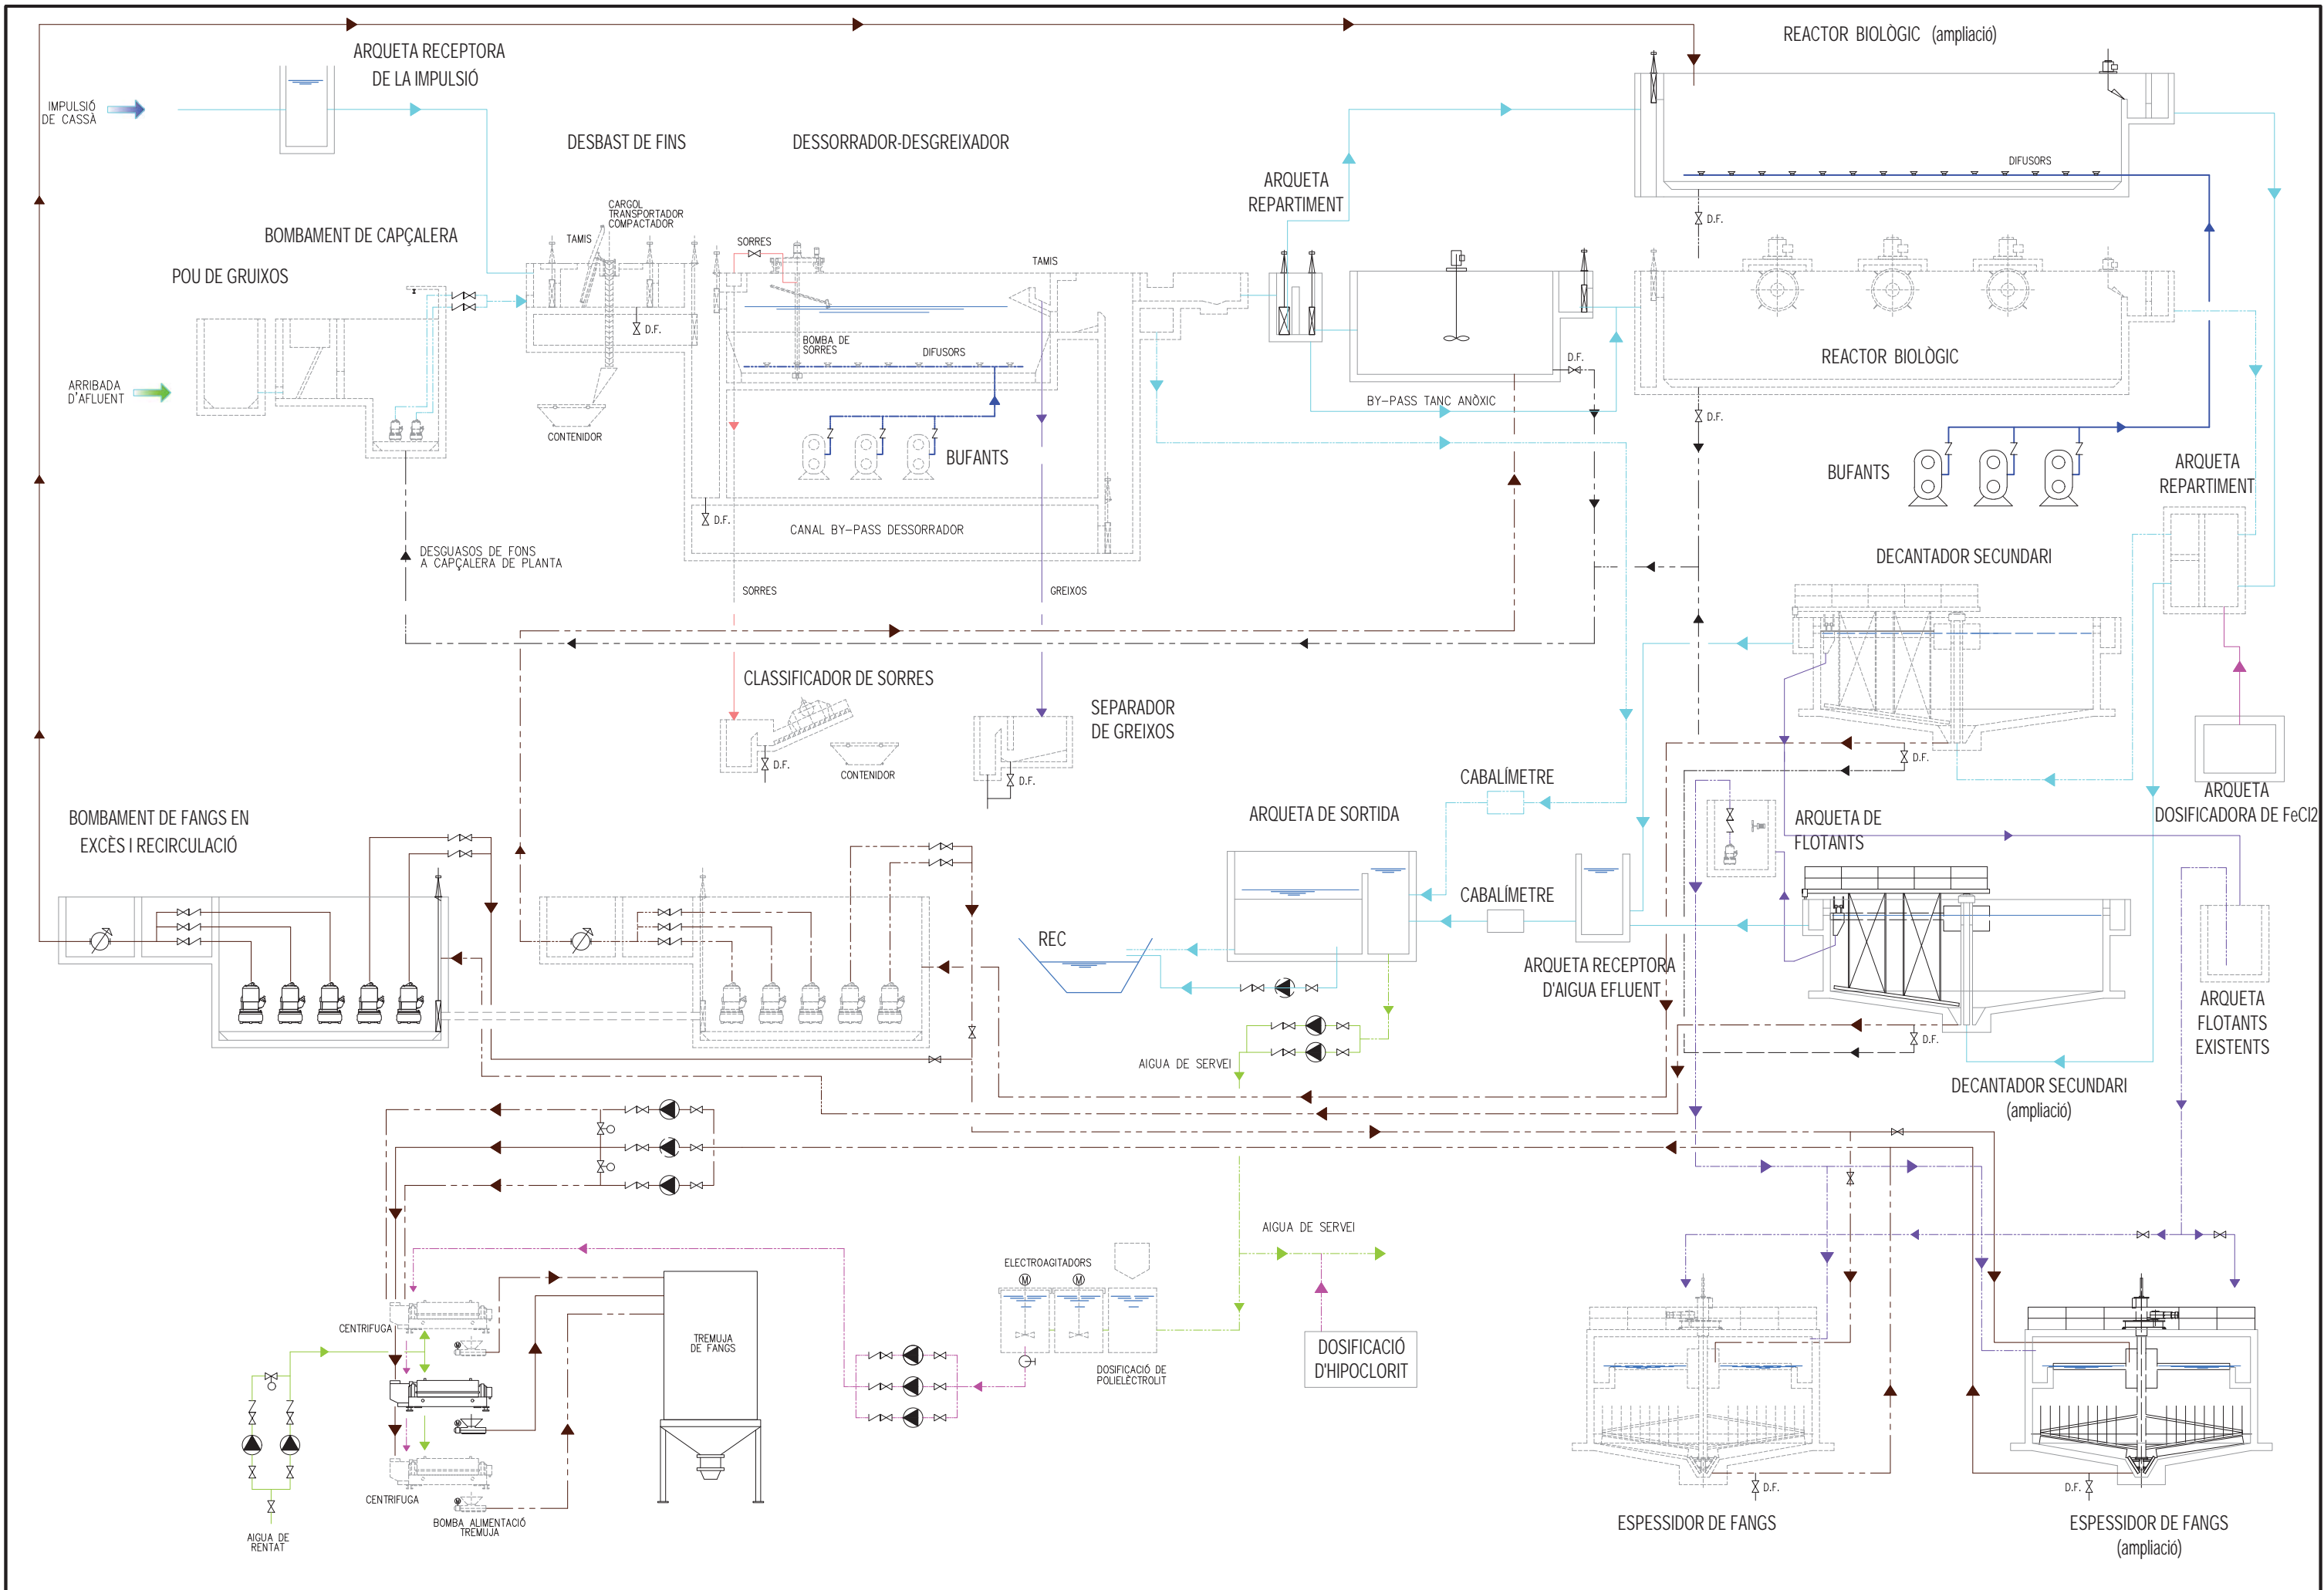 REACTOR BIOLÒGIC (ampliació)
ARQUETA RECEPTORA
DE LA IMPULSIÓ
IMPULSIÓ
DE CASSÀ
DESBAST DE FINS
DESSORRADOR-DESGREIXADOR
DIFUSORS
ARQUETA
REPARTIMENT
CARGOL
TRANSPORTADOR
COMPACTADOR
TAMIS
SORRES
TAMIS
D.F.
BOMBAMENT DE CAPÇALERA
POU DE GRUIXOS
D.F.
BOMBA DE
SORRES
DIFUSORS
REACTOR BIOLÒGIC
D.F.
ARRIBADA
D'AFLUENT
BY-PASS TANC ANÒXIC
D.F.
CONTENIDOR
BUFANTS
BUFANTS
ARQUETA
REPARTIMENT
D.F.
CANAL BY-PASS DESSORRADOR
DESGUASOS DE FONS
A CAPÇALERA DE PLANTA
DECANTADOR SECUNDARI
SORRES
GREIXOS
CLASSIFICADOR DE SORRES
SEPARADOR
DE GREIXOS
D.F.
CONTENIDOR
D.F.
D.F.
CABALÍMETRE
ARQUETA
DOSIFICADORA DE FeCl2
BOMBAMENT DE FANGS EN
EXCÈS I RECIRCULACIÓ
ARQUETA DE SORTIDA
ARQUETA DE
FLOTANTS
CABALÍMETRE
REC
ARQUETA RECEPTORA
D'AIGUA EFLUENT
ARQUETA
FLOTANTS
EXISTENTS
D.F.
AIGUA DE SERVEI
DECANTADOR SECUNDARI
(ampliació)
AIGUA DE SERVEI
ELECTROAGITADORS
M
M
CENTRIFUGA
M
TREMUJA
DE FANGS
DOSIFICACIÓ
D'HIPOCLORIT
DOSIFICACIÓ DE
POLIELÈCTROLIT
M
CENTRIFUGA
M
D.F.
D.F.
BOMBA ALIMENTACIÓ
TREMUJA
AIGUA DE
RENTAT
ESPESSIDOR DE FANGS
ESPESSIDOR DE FANGS
(ampliació)